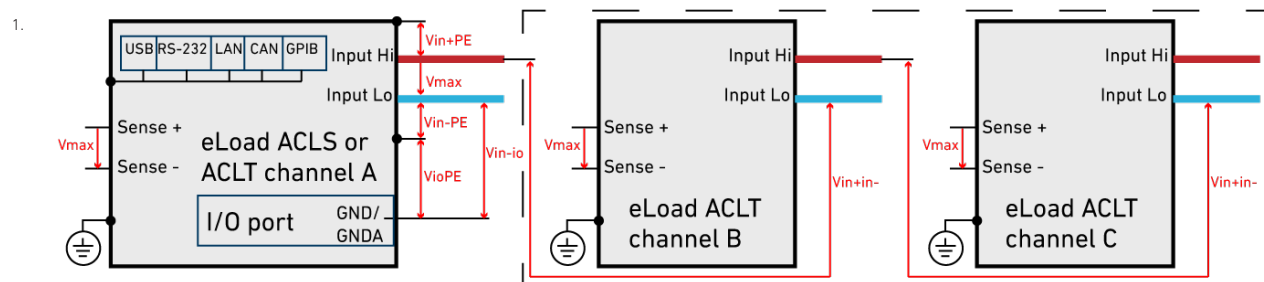 1.
USB RS-232 LAN CAN GPIB
Input Hi
Input Lo
Vin+PE
Vmax
Vin-PE
Vin-io
VioPE
Sense +
Vmax
Sense -
eLoad ACLS or
ACLT channel A
I/O port
GND/
GNDA
Input Hi
Input Lo
Sense +
Vmax
Sense -
Vin+in-
eLoad ACLT
channel B
Input Hi
Input Lo
Sense +
Vmax
Sense -
Vin+in-
eLoad ACLT
channel C